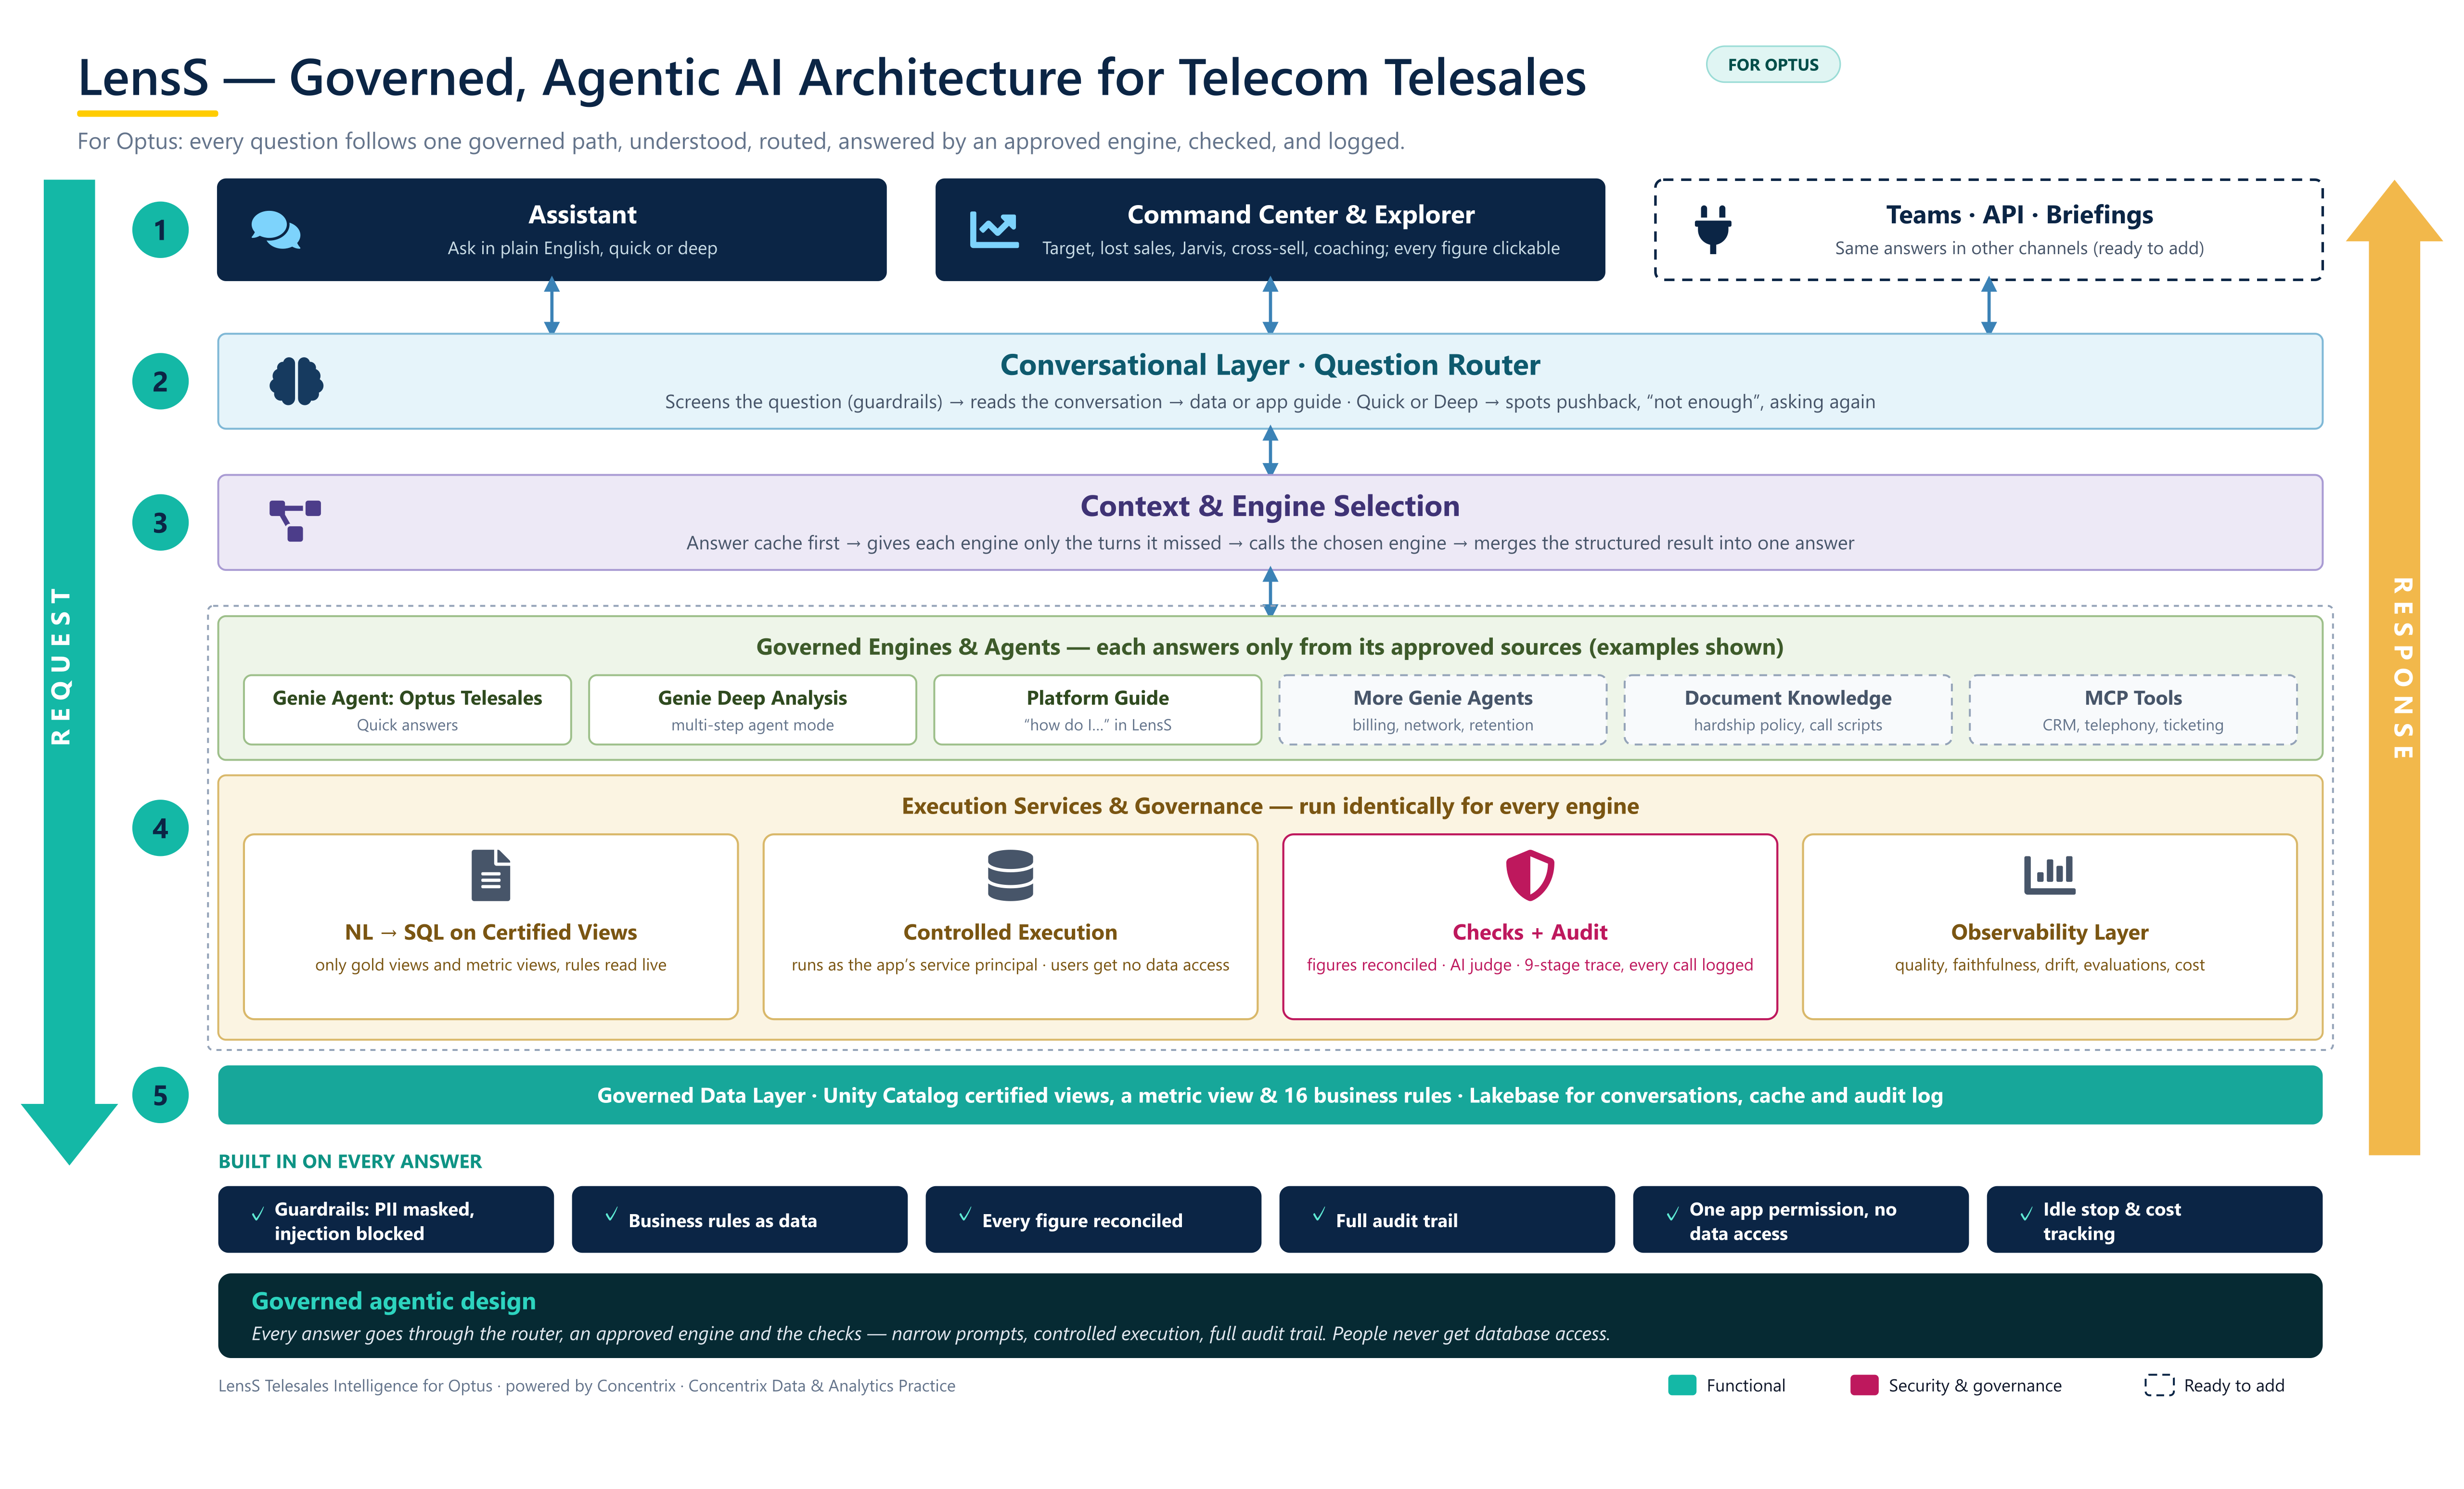 LensS — Governed, Agentic AI Architecture for Telecom Telesales
FOR OPTUS
For Optus: every question follows one governed path, understood, routed, answered by an approved engine, checked, and logged.
REQUEST
RESPONSE
1
Assistant
Ask in plain English, quick or deep
Command Center & Explorer
Target, lost sales, Jarvis, cross-sell, coaching; every figure clickable
Teams · API · Briefings
Same answers in other channels (ready to add)
2
Conversational Layer · Question Router
Screens the question (guardrails) → reads the conversation → data or app guide · Quick or Deep → spots pushback, “not enough”, asking again
3
Context & Engine Selection
Answer cache first → gives each engine only the turns it missed → calls the chosen engine → merges the structured result into one answer
4
Governed Engines & Agents — each answers only from its approved sources (examples shown)
Genie Agent: Optus Telesales
Quick answers
Genie Deep Analysis
multi-step agent mode
Platform Guide
“how do I…” in LensS
More Genie Agents
billing, network, retention
Document Knowledge
hardship policy, call scripts
MCP Tools
CRM, telephony, ticketing
Execution Services & Governance — run identically for every engine
NL → SQL on Certified Views
only gold views and metric views, rules read live
Controlled Execution
runs as the app’s service principal · users get no data access
Checks + Audit
figures reconciled · AI judge · 9-stage trace, every call logged
Observability Layer
quality, faithfulness, drift, evaluations, cost
5
Governed Data Layer · Unity Catalog certified views, a metric view & 16 business rules · Lakebase for conversations, cache and audit log
BUILT IN ON EVERY ANSWER
✓ Guardrails: PII masked,
injection blocked
✓ Business rules as data
✓ Every figure reconciled
✓ Full audit trail
✓ One app permission, no
data access
✓ Idle stop & cost
tracking
Governed agentic design
Every answer goes through the router, an approved engine and the checks — narrow prompts, controlled execution, full audit trail. People never get database access.
LensS Telesales Intelligence for Optus · powered by Concentrix · Concentrix Data & Analytics Practice
Functional
Security & governance
Ready to add